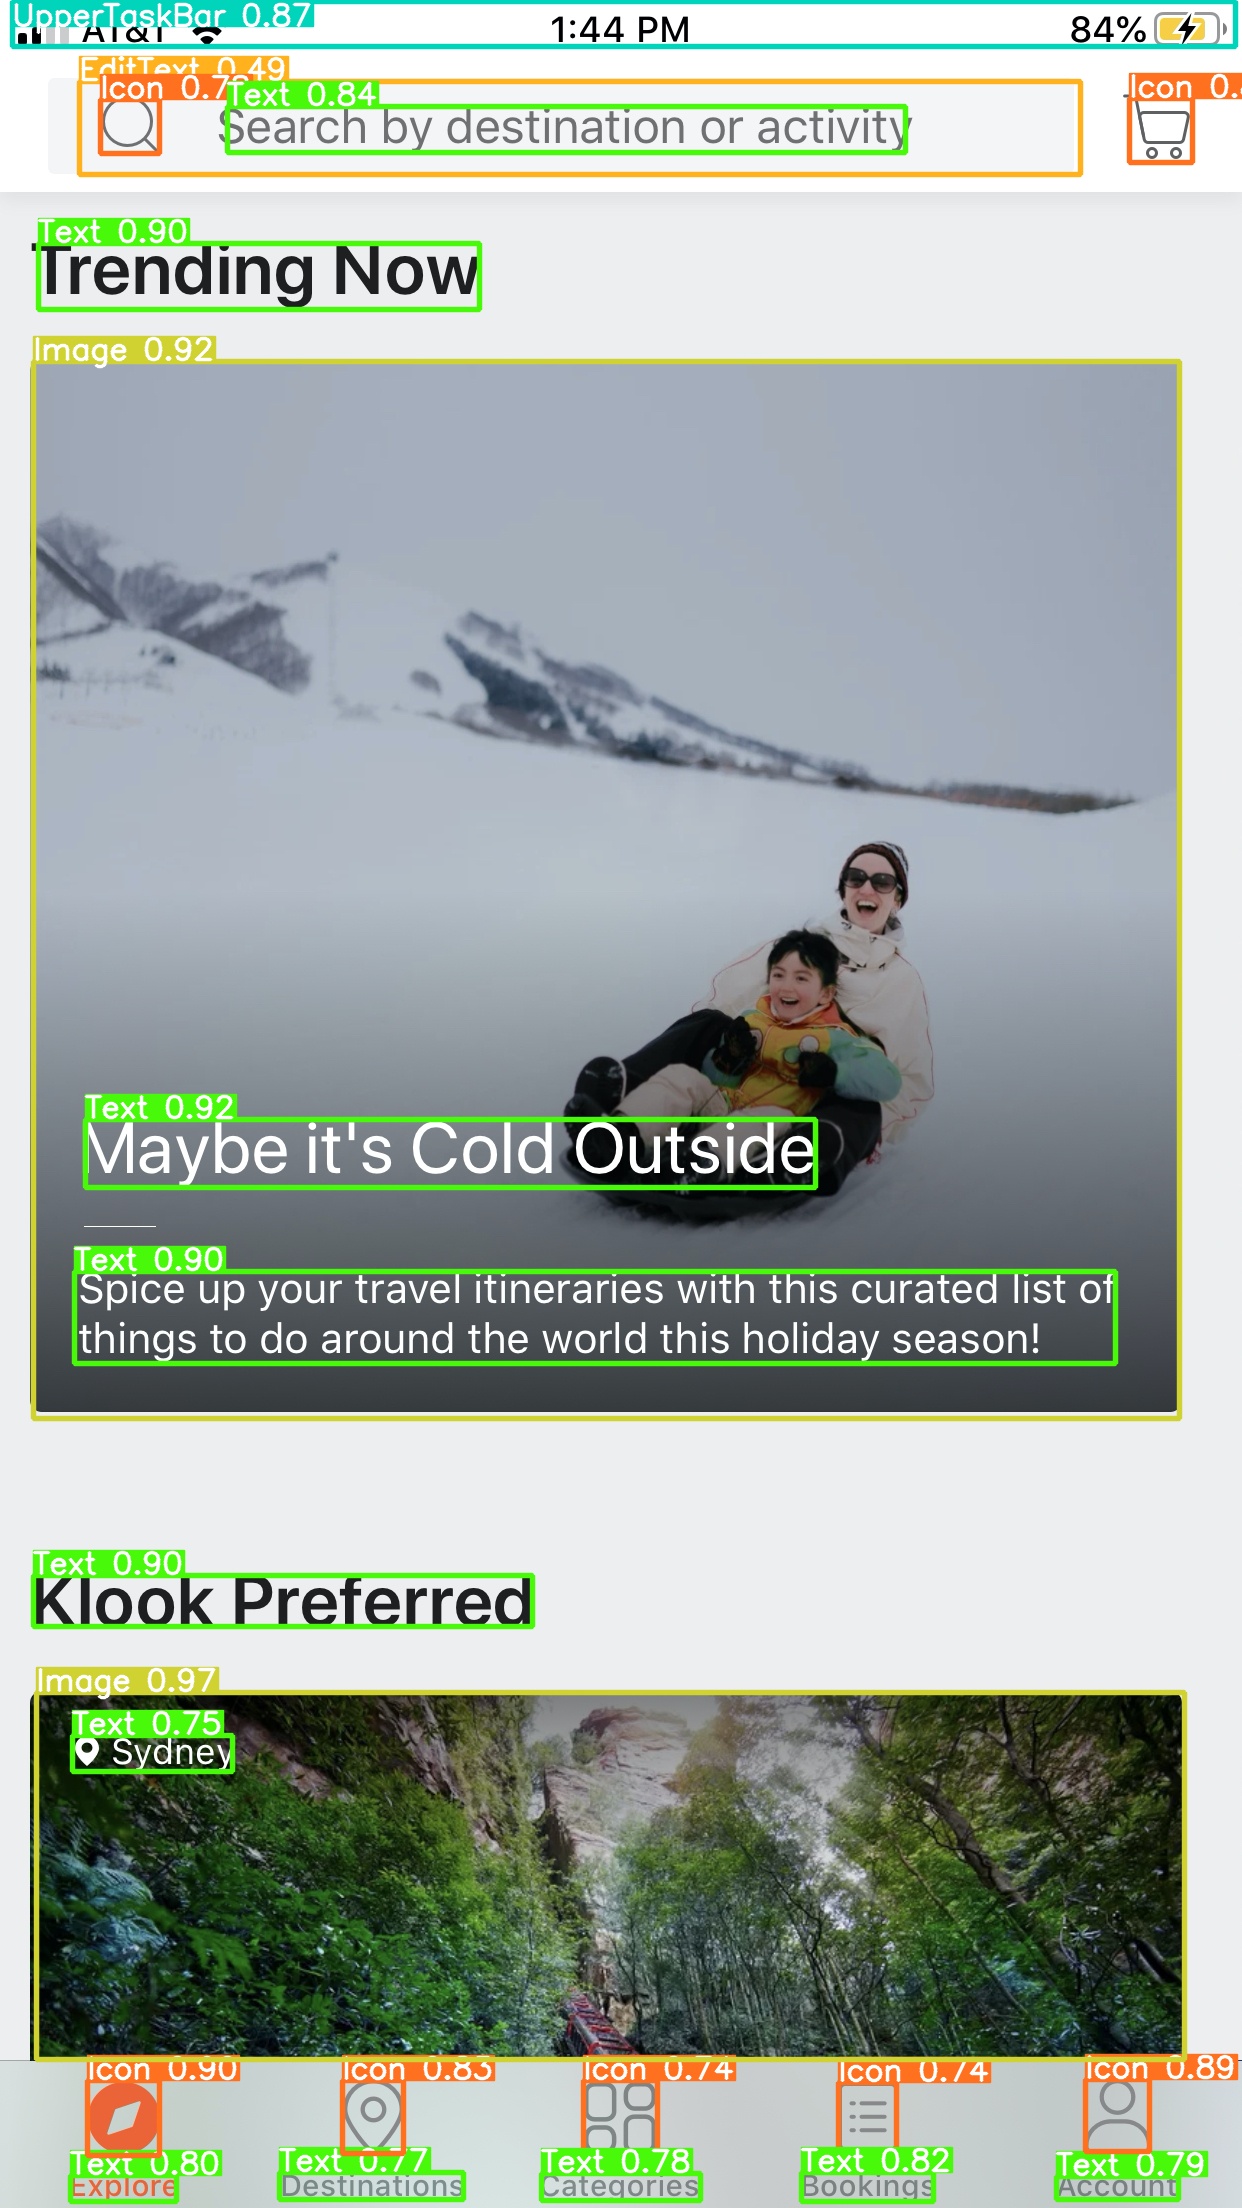 UpperTaskBar 0.87
AT&T 1:44 PM 84%
EditText 0.49
Icon 0.7
Text 0.84
Icon 0.
Search by destination or activity
Text 0.90
Trending Now
Image 0.92
Text 0.92
Maybe it's Cold Outside
Text 0.90
Spice up your travel itineraries with this curated list of
things to do around the world this holiday season!
Text 0.90
Klook Preferred
Image 0.97
Text 0.75
Sydney
Icon 0.90 Icon 0.83 Icon 0.74 Icon 0.74 Icon 0.89
Text 0.80 Text 0.77 Text 0.78 Text 0.82 Text 0.79
Explore Destinations Categories Bookings Account